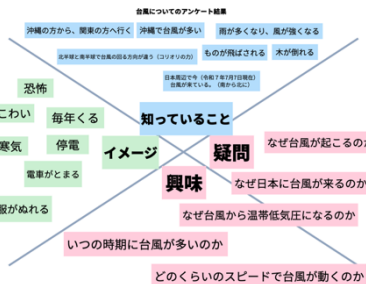 台風についてのアンケート結果
沖縄の方から、関東の方へ行く
沖縄で台風が多い
雨が多くなり、風が強くなる
北半球と南半球で台風の回る方向が違う(コリオリの力)
ものが飛ばされる
木が倒れる
日本周辺で今(令和7年7月7日現在)
台風が来ている。(南から北に)
恐怖
こわい
毎年くる
寒気
停電
電車がとまる
服がぬれる
知っていること
イメージ
疑問
興味
なぜ台風が起こるのか
なぜ日本に台風が来るのか
なぜ台風から温帯低気圧になるのか
いつの時期に台風が多いのか
どのくらいのスピードで台風が動くのか